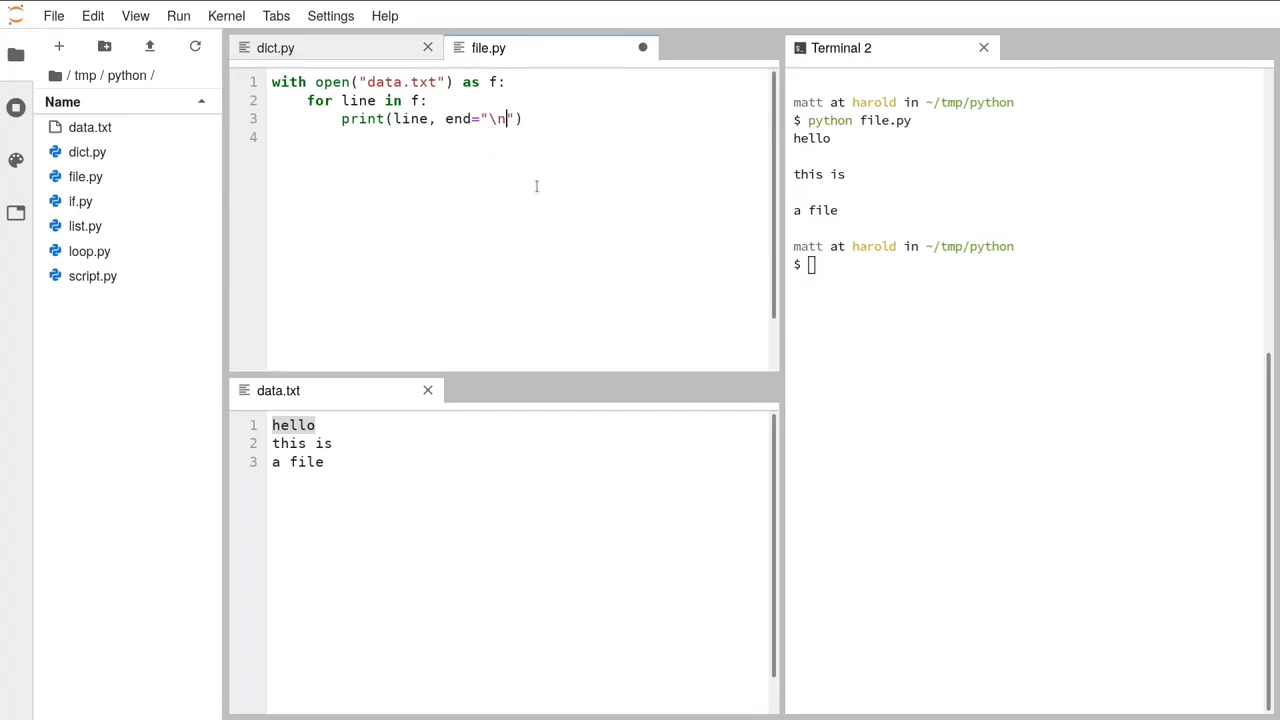 File Edit View Run Kernel Tabs Settings Help
/ tmp / python /
Name
data.txt
dict.py
file.py
if.py
list.py
loop.py
script.py
dict.py
file.py
1 with open("data.txt") as f:
2     for line in f:
3         print(line, end="\n")
4
data.txt
1 hello
2 this is
3 a file
Terminal 2
matt at harold in ~/tmp/python
$ python file.py
hello
this is
a file
matt at harold in ~/tmp/python
$